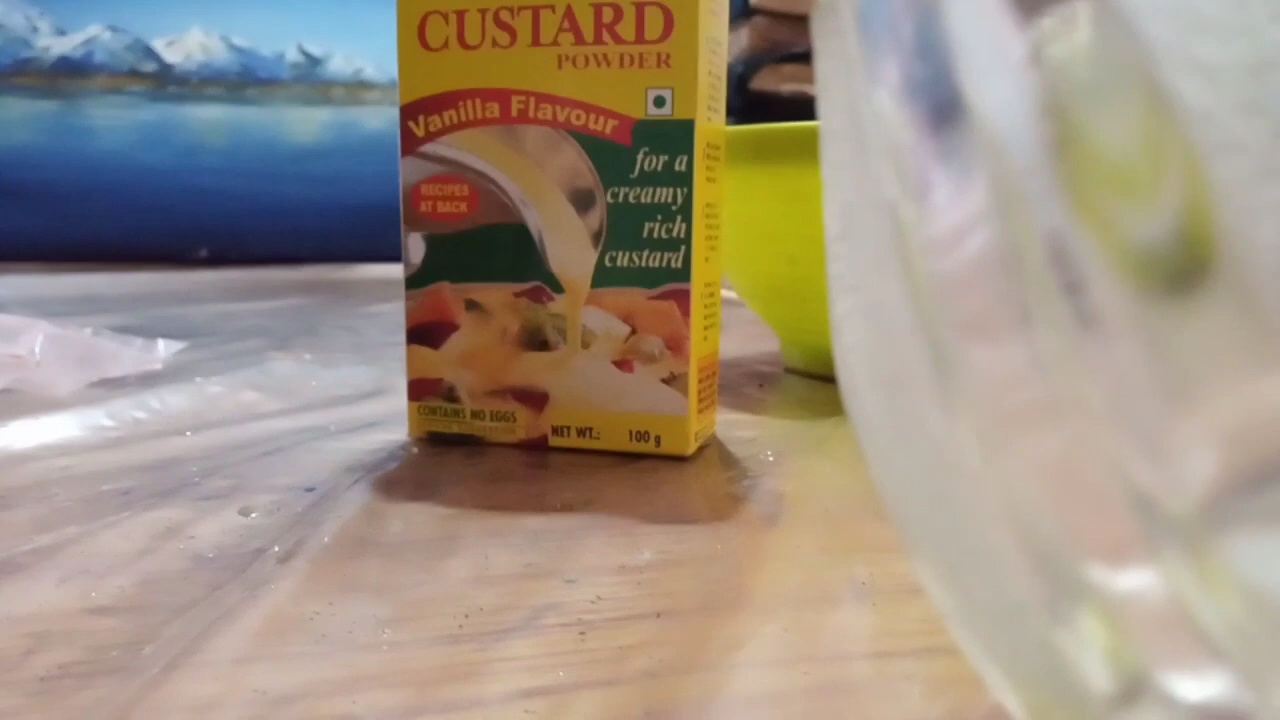 CUSTARD
POWDER
Vanilla Flavour
for a
creamy
rich
custard
RECIPES
AT BACK
CONTAINS NO EGGS
NET WT.: 100 g